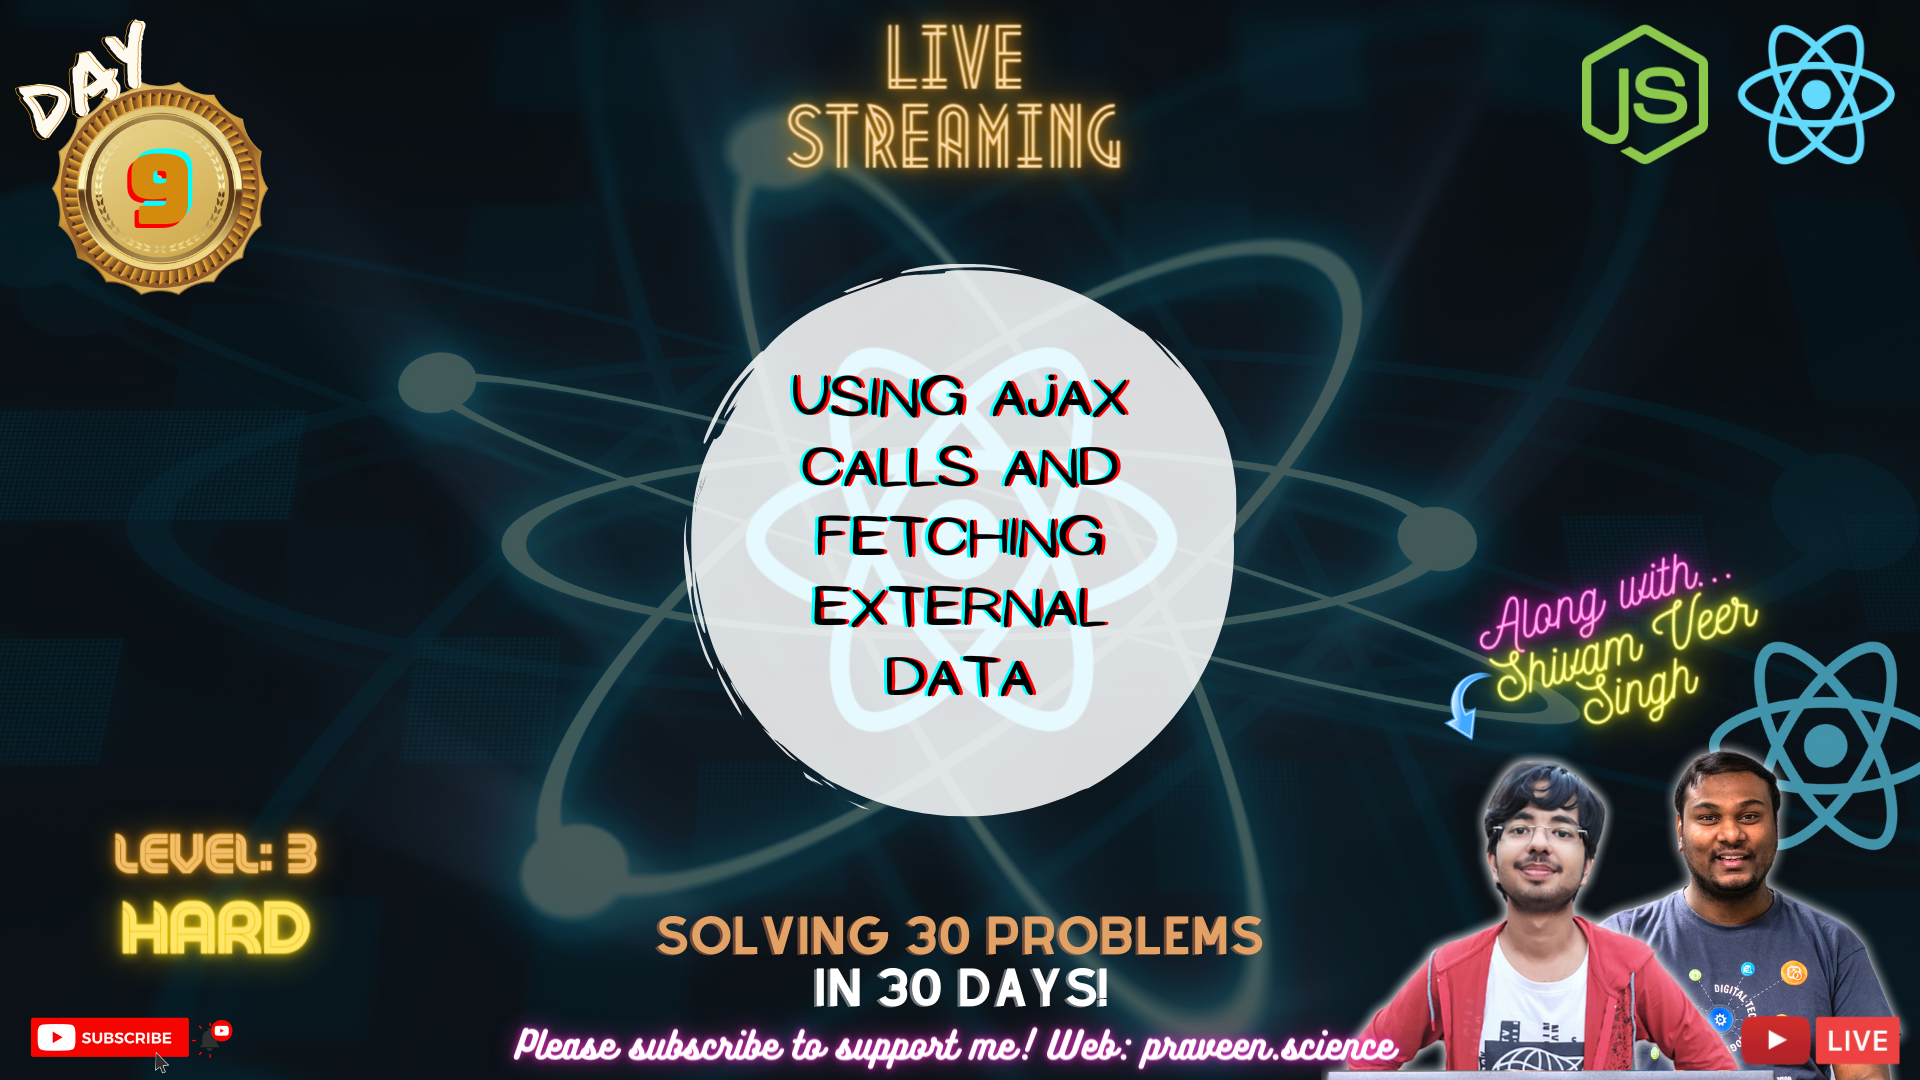 DAY
9
LIVE
STREAMING
JS
USING AJAX
CALLS AND
FETCHING
EXTERNAL
DATA
Along with...
Shivam Veer
Singh
LEVEL: 3
HARD
SOLVING 30 PROBLEMS
IN 30 DAYS!
Please subscribe to support me! Web: praveen.science
SUBSCRIBE
DIGITAL
LIVE